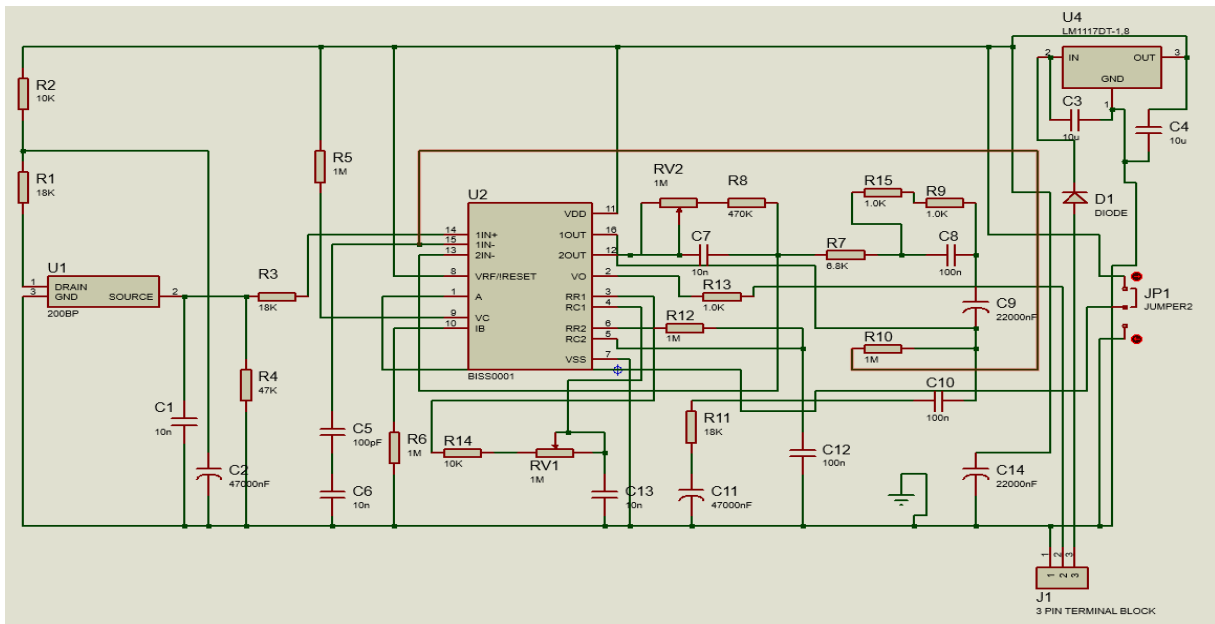 U4
LM1117DT-1.8
2
IN
OUT
3
GND
1
C3
10u
C4
10u
R2
10K
R1
18K
R5
1M
U2
VDD
11
14
1IN+
1OUT
16
15
1IN-
13
2IN-
2OUT
12
8
VRF/!RESET
VO
2
1
A
RR1
3
RC1
4
9
VC
RR2
6
10
IB
RC2
5
VSS
7
BISS0001
RV2
1M
R8
470K
C7
10n
R15
1.0K
R9
1.0K
R7
6.8K
C8
100n
D1
DIODE
U1
1
DRAIN
3
GND
SOURCE
2
200BP
R3
18K
R13
1.0K
C9
22000nF
JP1
JUMPER2
R12
1M
R10
1M
R4
47K
C1
10n
C2
47000nF
C5
100pF
C6
10n
R6
1M
R14
10K
RV1
1M
C13
10n
C10
100n
R11
18K
C11
47000nF
C12
100n
C14
22000nF
1
2
3
1
2
3
J1
3 PIN TERMINAL BLOCK